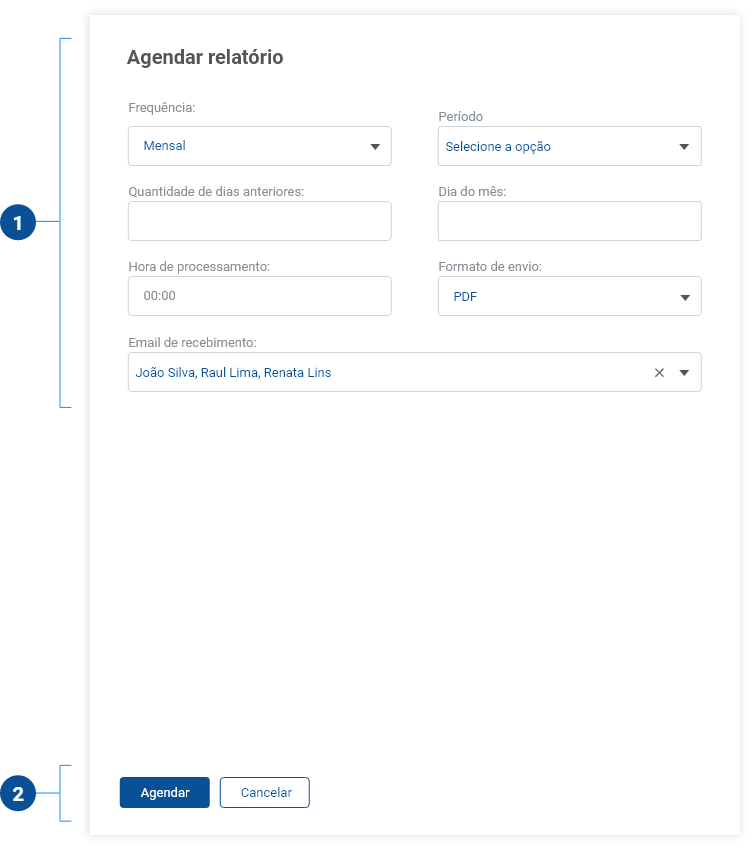 Agendar relatório
Frequência:
Período
Mensal
Selecione a opção
Quantidade de dias anteriores:
Dia do mês:
1
Hora de processamento:
Formato de envio:
00:00
PDF
Email de recebimento:
João Silva, Raul Lima, Renata Lins
2
Agendar
Cancelar